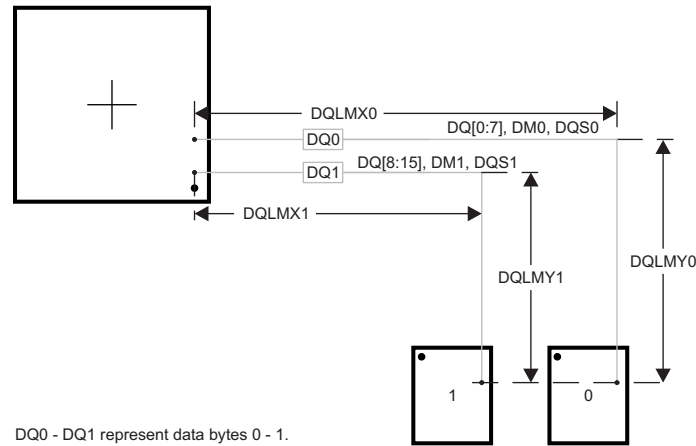 DQLMX0
DQ[0:7], DM0, DQS0
DQ0
DQ[8:15], DM1, DQS1
DQ1
DQLMX1
DQLMY0
DQLMY1
1
0
DQ0 - DQ1 represent data bytes 0 - 1.